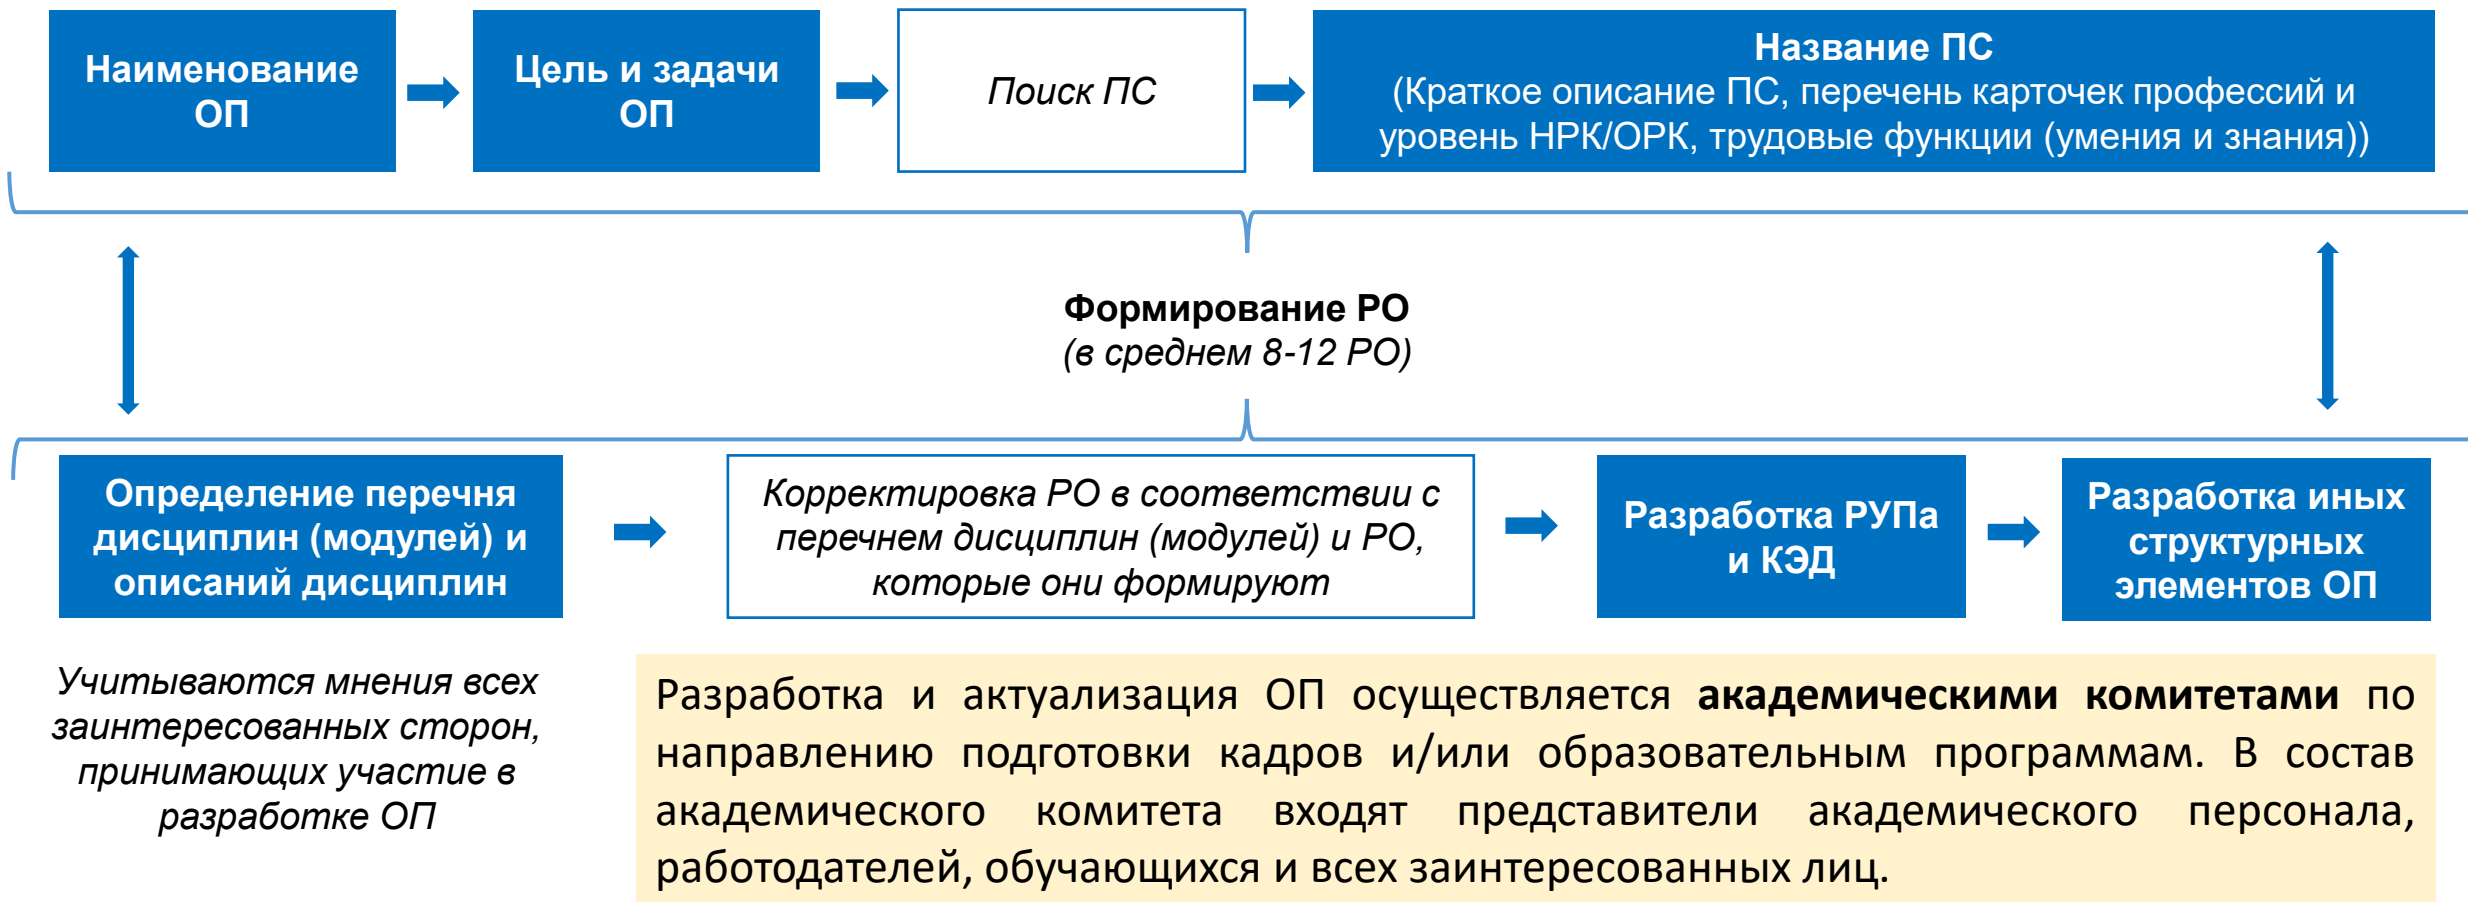 Наименование
ОП
Цель и задачи
ОП
Поиск ПС
Название ПС
(Краткое описание ПС, перечень карточек профессий и
уровень НРК/ОРК, трудовые функции (умения и знания))
Формирование РО
(в среднем 8-12 РО)
Определение перечня
дисциплин (модулей) и
описаний дисциплин
Корректировка РО в соответствии с
перечнем дисциплин (модулей) и РО,
которые они формируют
Разработка РУПа
и КЭД
Разработка иных
структурных
элементов ОП
Учитываются мнения всех
заинтересованных сторон,
принимающих участие в
разработке ОП
Разработка и актуализация ОП осуществляется академическими комитетами по
направлению подготовки кадров и/или образовательным программам. В состав
академического комитета входят представители академического персонала,
работодателей, обучающихся и всех заинтересованных лиц.